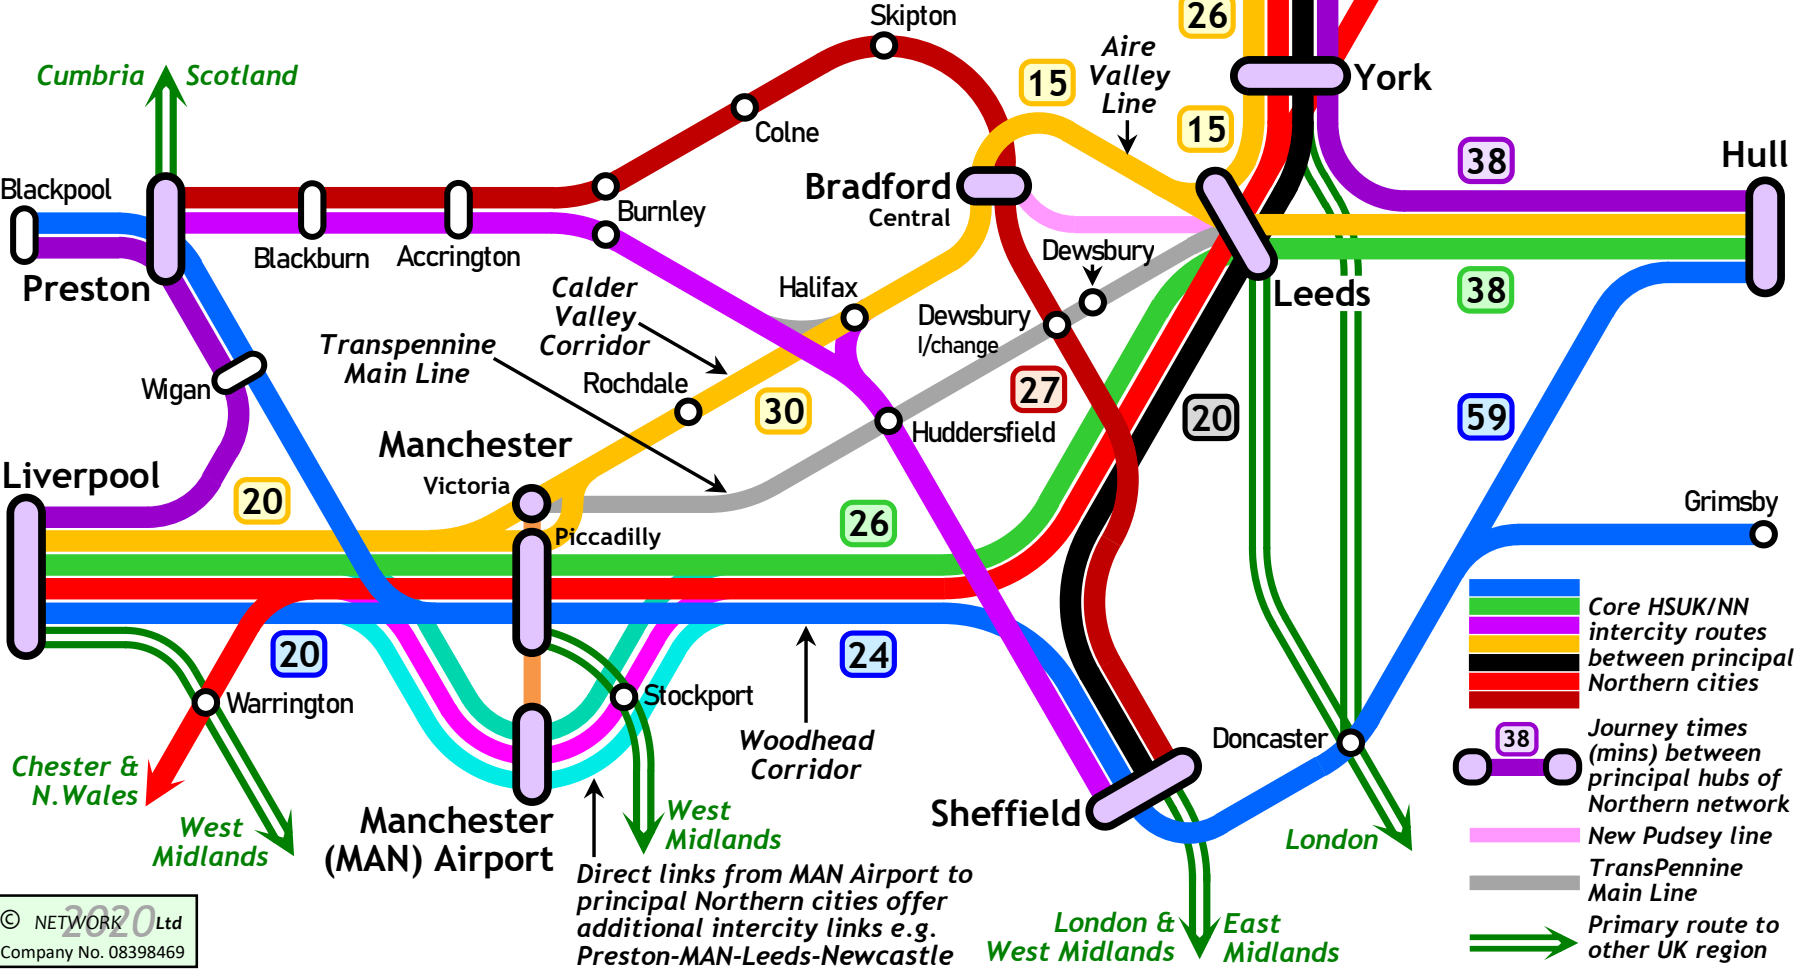 Skipton
26
Cumbria
Scotland
Aire
Valley
Line
15
York
Colne
15
38
Hull
Blackpool
Bradford
Central
Burnley
Blackburn
Accrington
Dewsbury
Preston
Calder
Valley
Corridor
Halifax
Leeds
38
Dewsbury
I/change
Transpennine
Main Line
Wigan
Rochdale
30
27
20
59
Huddersfield
Manchester
Victoria
Liverpool
20
26
Piccadilly
Grimsby
Core HSUK/NN
intercity routes
between principal
Northern cities
20
24
Warrington
Stockport
Woodhead
Corridor
Doncaster
38
Journey times
(mins) between
principal hubs of
Northern network
Chester &
N.Wales
West
Midlands
Manchester
(MAN) Airport
West
Midlands
Sheffield
London
New Pudsey line
TransPennine
Main Line
Direct links from MAN Airport to
principal Northern cities offer
additional intercity links e.g.
Preston-MAN-Leeds-Newcastle
London &
West Midlands
East
Midlands
Primary route to
other UK region
© NETWORK 2020 Ltd
Company No. 08398469